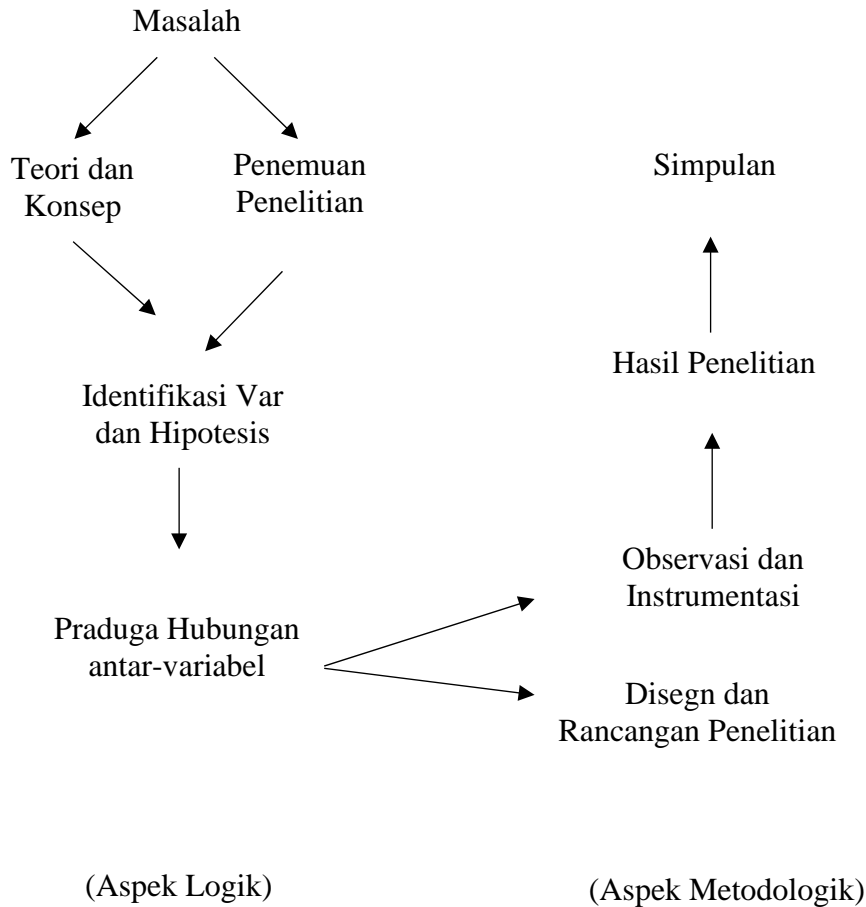 Masalah
Teori dan
Konsep
Penemuan
Penelitian
Identifikasi Var
dan Hipotesis
Praduga Hubungan
antar-variabel
(Aspek Logik)
Simpulan
Hasil Penelitian
Observasi dan
Instrumentasi
Disegn dan
Rancangan Penelitian
(Aspek Metodologik)